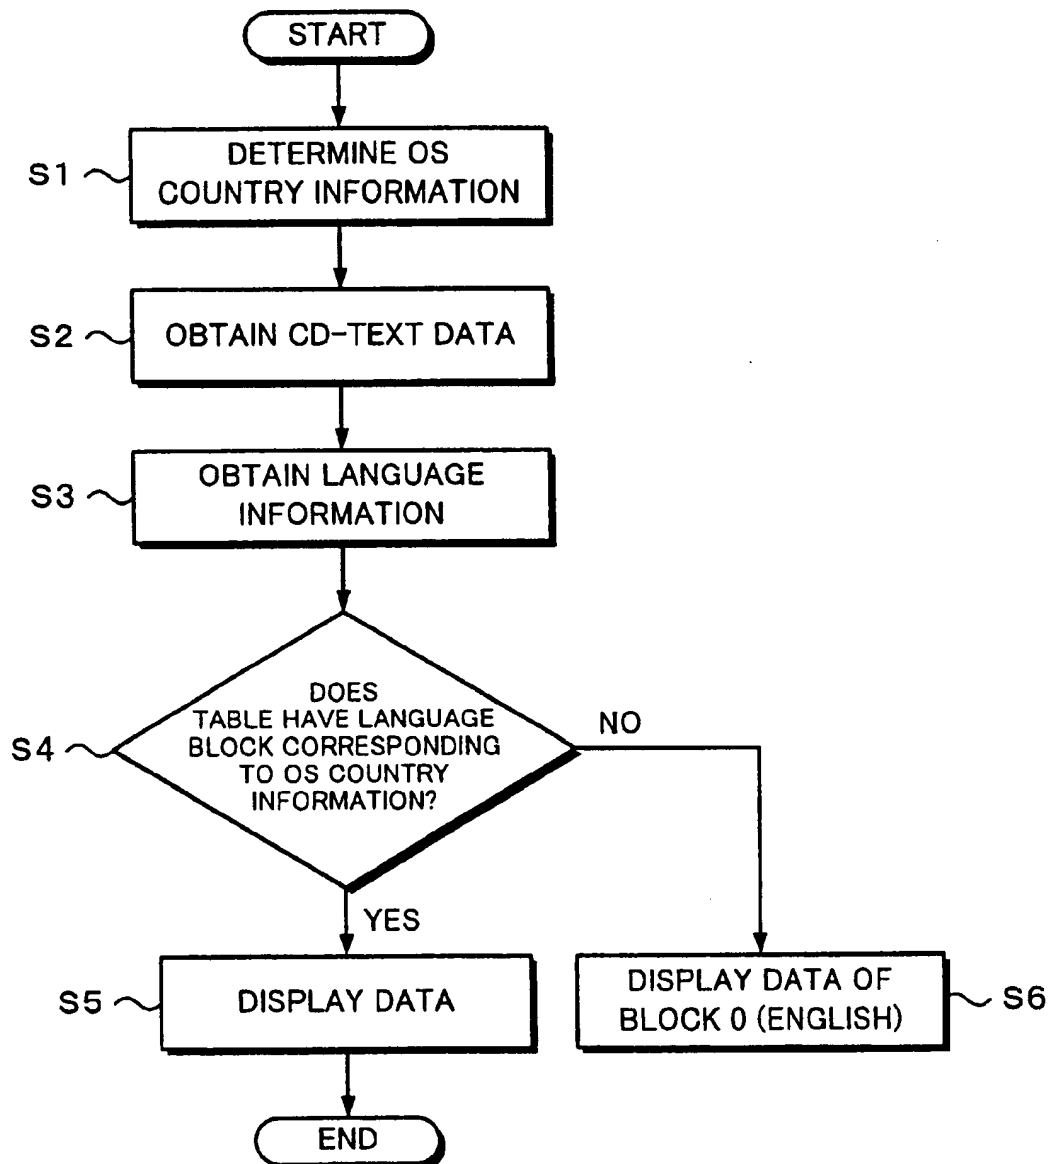 START
S1
DETERMINE OS
COUNTRY INFORMATION
S2
OBTAIN CD-TEXT DATA
S3
OBTAIN LANGUAGE
INFORMATION
S4
DOES
TABLE HAVE LANGUAGE
BLOCK CORRESPONDING
TO OS COUNTRY
INFORMATION?
NO
YES
S5
DISPLAY DATA
DISPLAY DATA OF
BLOCK 0 (ENGLISH)
S6
END